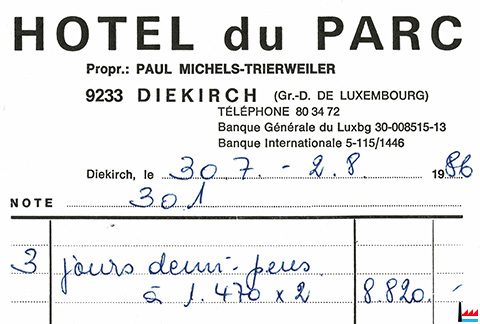 HOTEL du PARC
Propr.: PAUL MICHELS-TRIERWEILER
9233 DIEKIRCH (Gr.-D. DE LUXEMBOURG)
TÉLÉPHONE 80 34 72
Banque Générale du Luxbg 30-008515-13
Banque Internationale 5-115/1446
Diekirch, le 30.7. - 2.8. 1986
NOTE 301
3 jours demi-pens
à 1.470 x 2 8.820.-